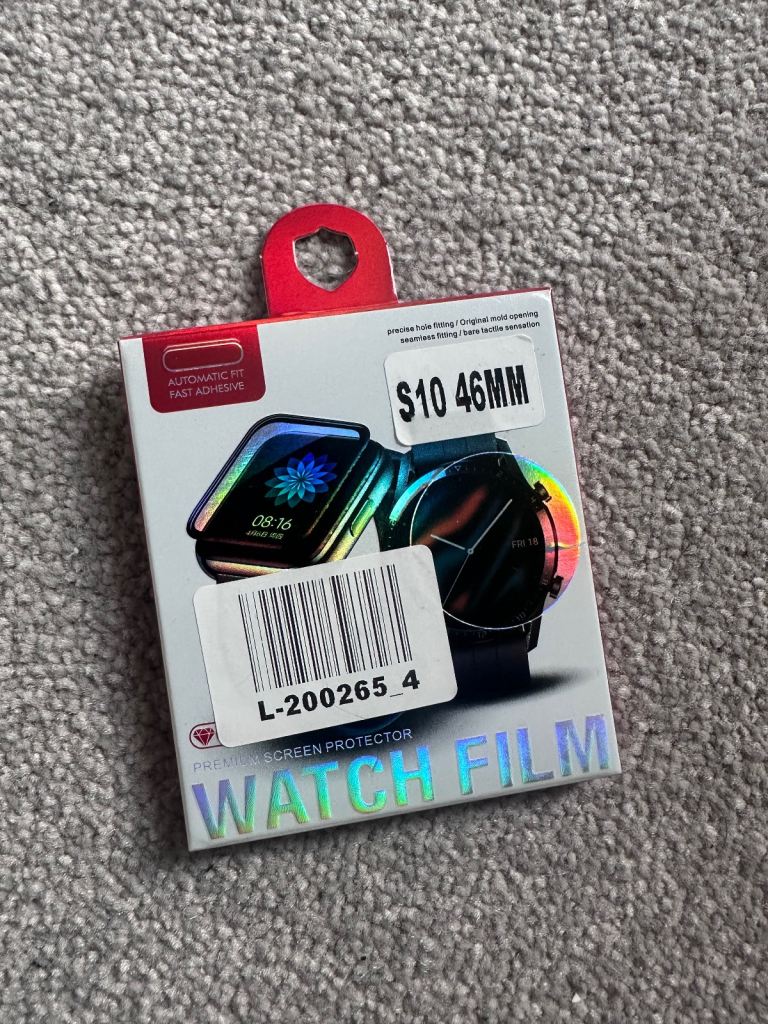 precise hole fitting / Original mold opening
seamless fitting / bare tactile sensation
AUTOMATIC FIT
FAST ADHESIVE
S10 46MM
08:16
FRI 18
L-200265_4
PREMIUM SCREEN PROTECTOR
WATCH FILM